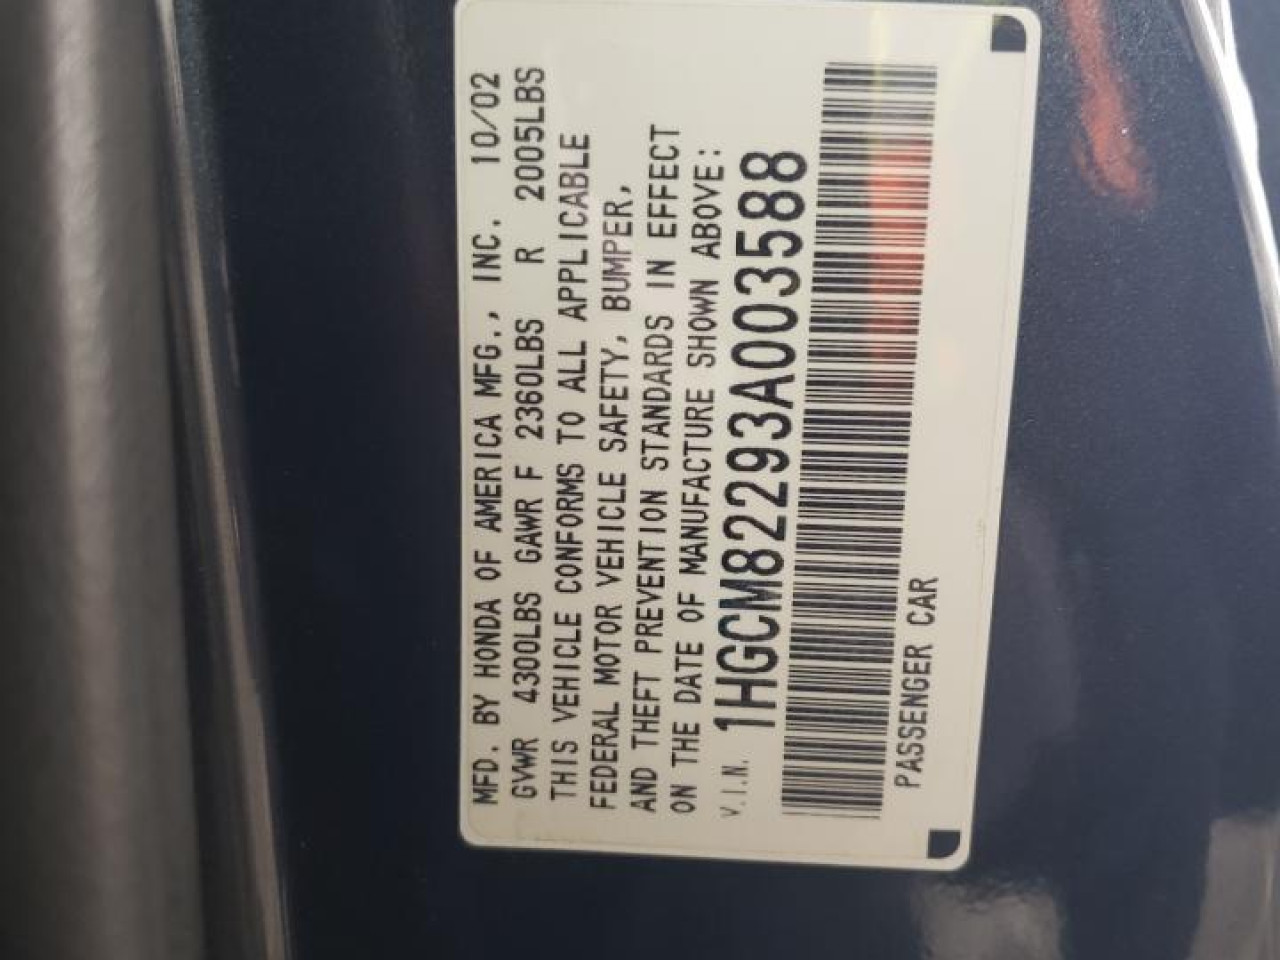 MFD. BY HONDA OF AMERICA MFG., INC. 10/02
GVWR 4300LBS GAWR F 2360LBS R 2005LBS
THIS VEHICLE CONFORMS TO ALL APPLICABLE
FEDERAL MOTOR VEHICLE SAFETY, BUMPER,
AND THEFT PREVENTION STANDARDS IN EFFECT
ON THE DATE OF MANUFACTURE SHOWN ABOVE:
V.I.N. 1HGCM82293A003588
PASSENGER CAR